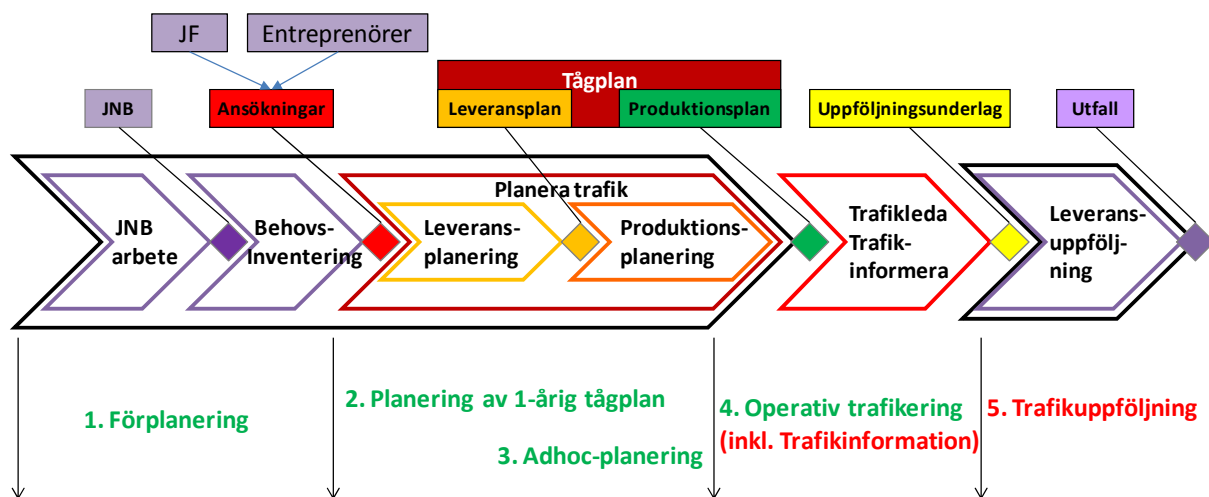 JF
Entreprenörer
Tågplan
JNB
Ansökningar
Leveransplan
Produktionsplan
Uppföljningsunderlag
Utfall
Planera trafik
JNB
arbete
Behovs-
Inventering
Leverans-
planering
Produktions-
planering
Trafikleda
Trafik-
informera
Leverans-
uppfölj-
ning
1. Förplanering
2. Planering av 1-årig tågplan
3. Adhoc-planering
4. Operativ trafikering
(inkl. Trafikinformation)
5. Trafikuppföljning